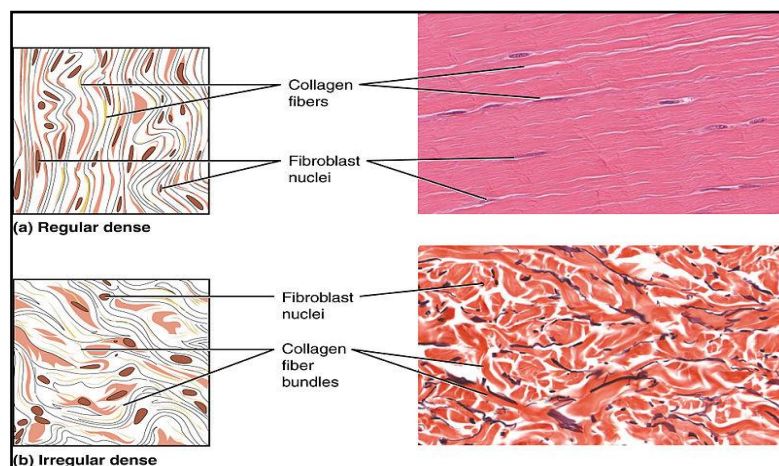 Collagen
fibers
Fibroblast
nuclei
(a) Regular dense
Fibroblast
nuclei
Collagen
fiber
bundles
(b) Irregular dense